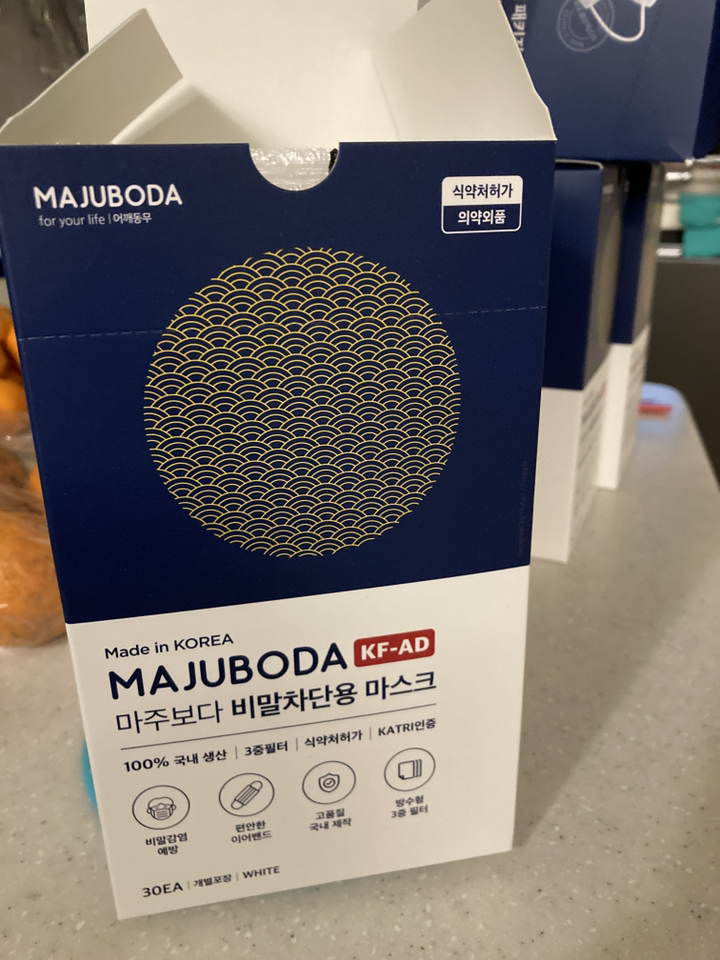 MAJUBODA
for your life | 어깨동무
식약처허가
의약외품
Made in KOREA
MAJUBODA KF-AD
마주보다 비말차단용 마스크
100% 국내 생산 | 3중필터 | 식약처허가 | KATRI인증
비말감염
예방
편안한
이어밴드
고품질
국내 제작
방수형
3중 필터
30EA | 개별포장 | WHITE